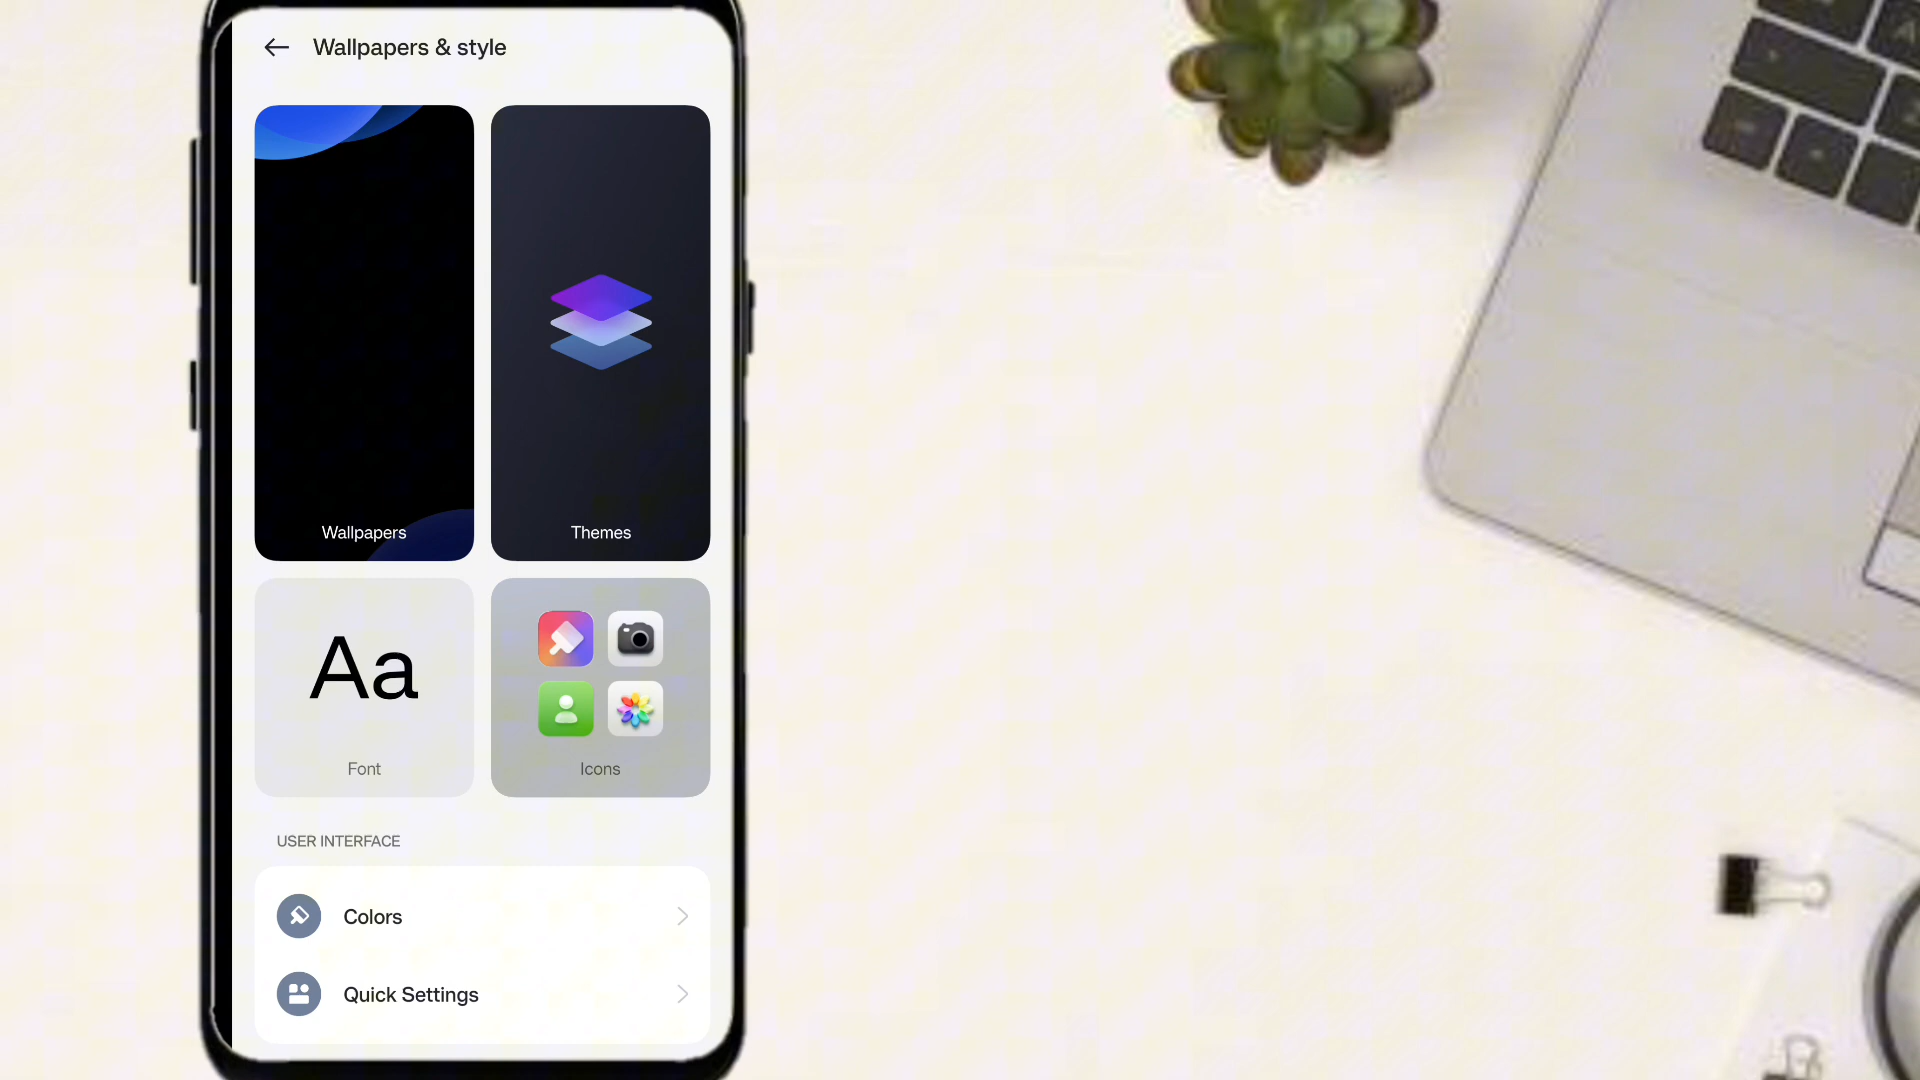 Wallpapers & style
Wallpapers
Themes
Aa
Font
Icons
USER INTERFACE
Colors
Quick Settings